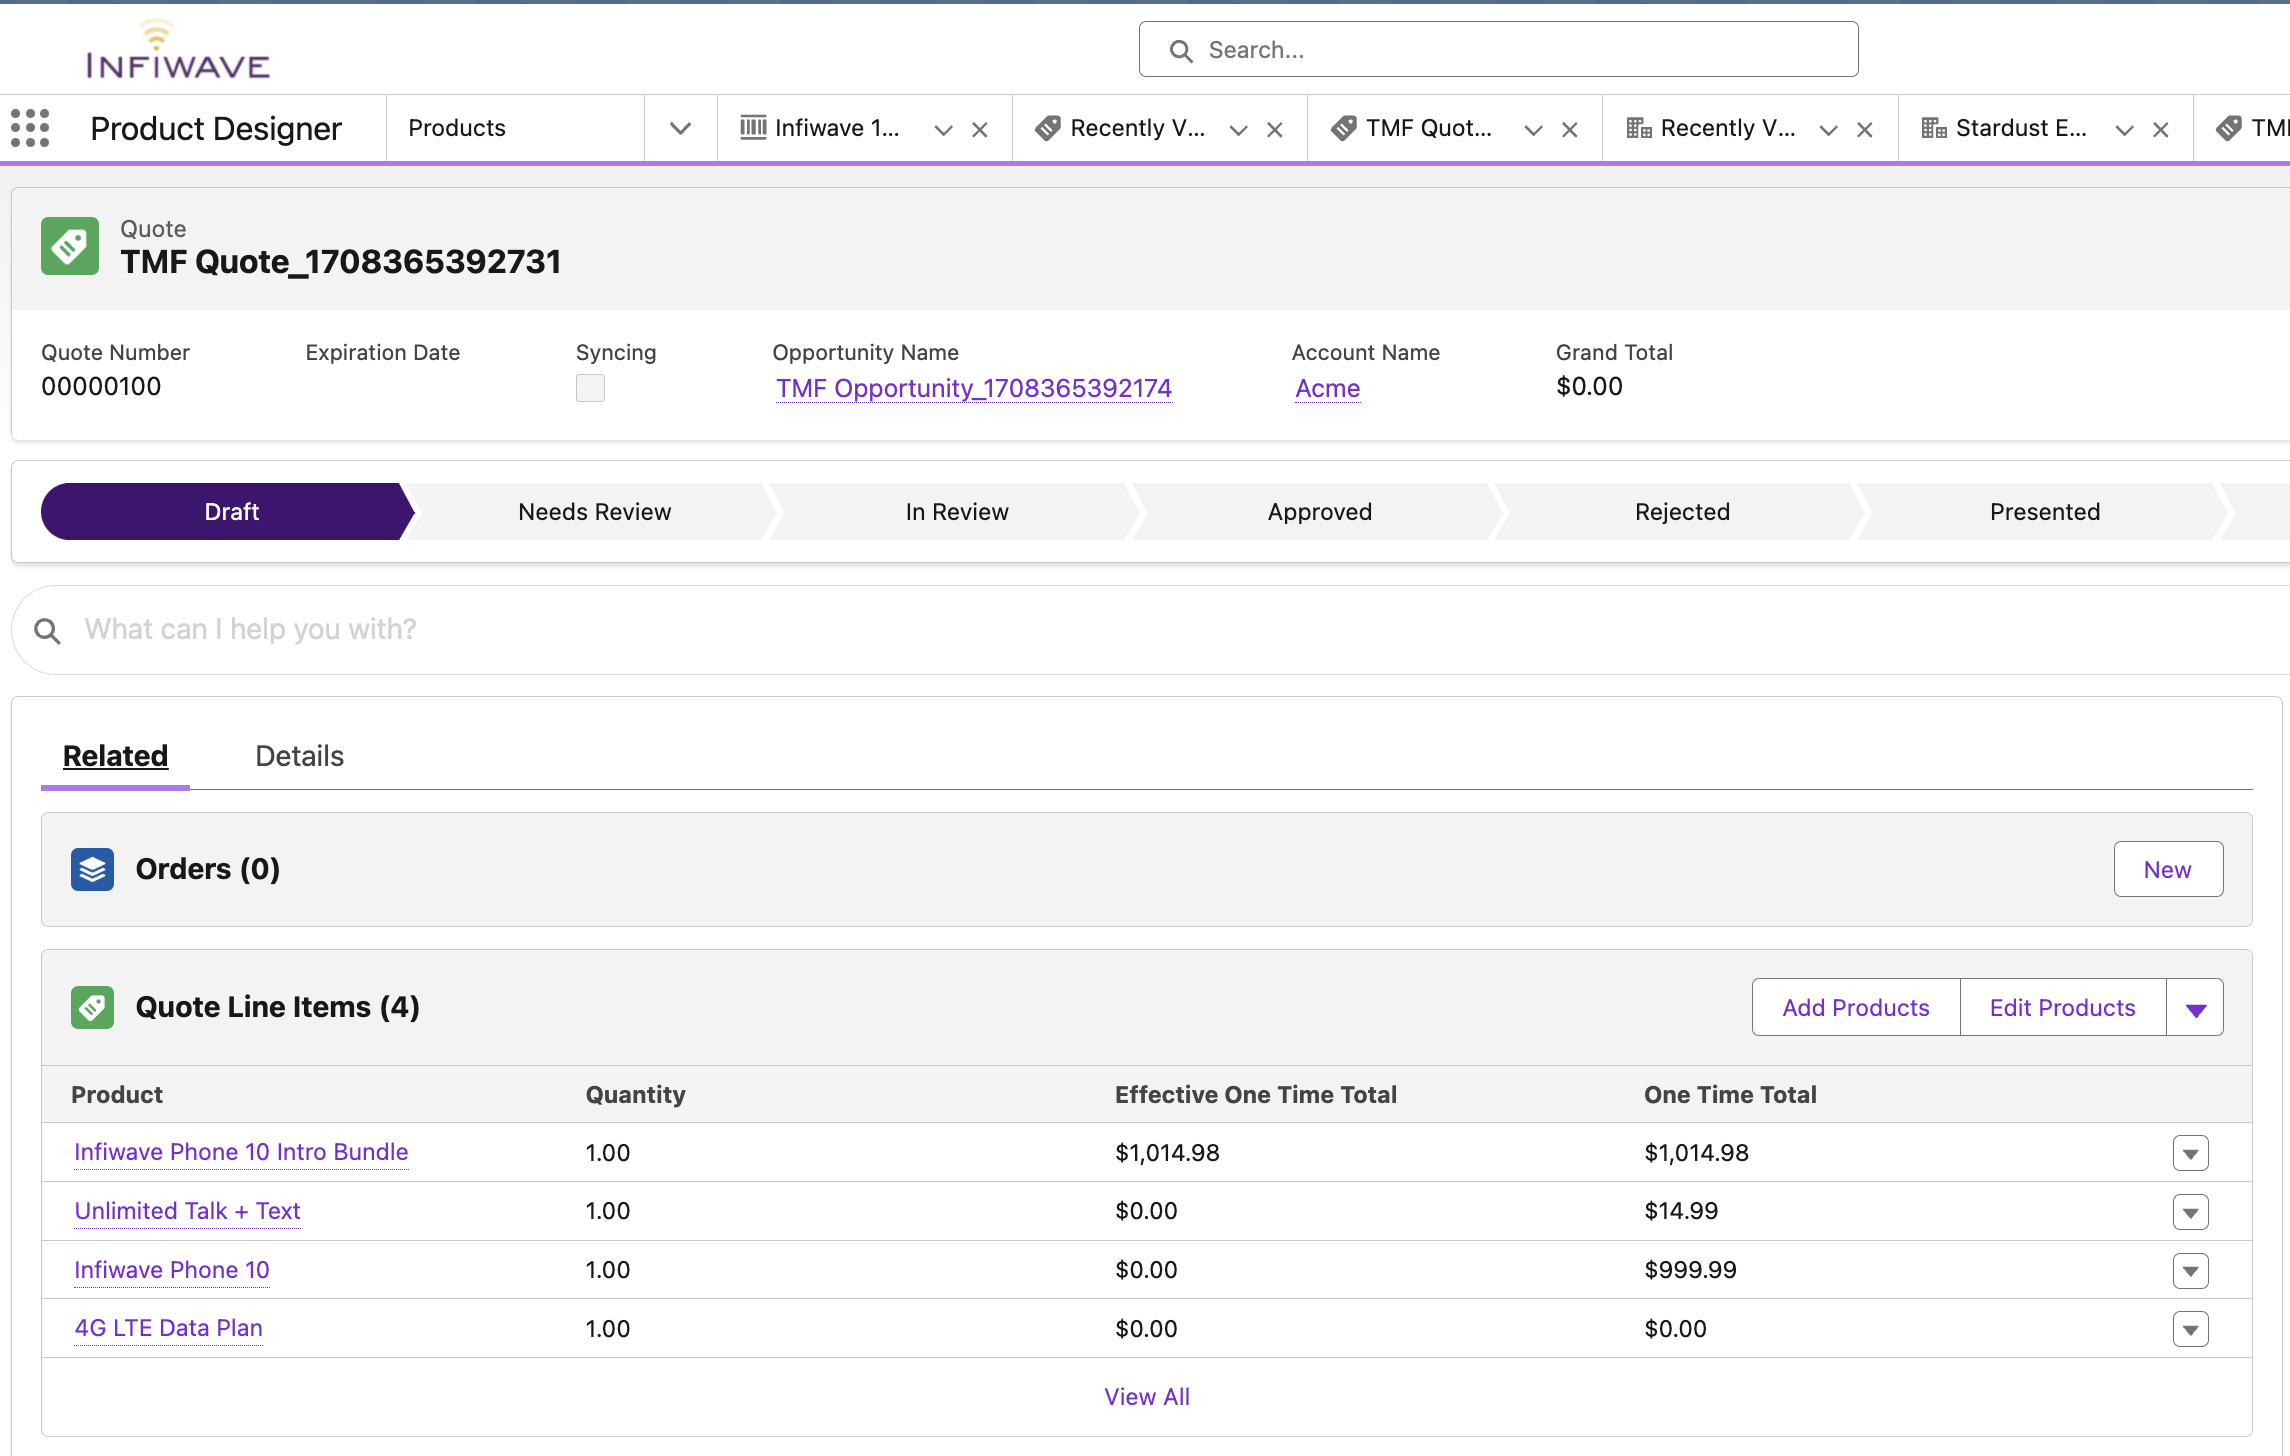 INFIWAVE
Search...
Product Designer
Products
Infiwave 1...
Recently V...
TMF Quot...
Recently V...
Stardust E...
Quote
TMF Quote_1708365392731
Quote Number
Expiration Date
Syncing
Opportunity Name
Account Name
Grand Total
00000100
TMF Opportunity_1708365392174
Acme
$0.00
Draft
Needs Review
In Review
Approved
Rejected
Presented
What can I help you with?
Related
Details
Orders (0)
New
Quote Line Items (4)
Add Products
Edit Products
Product Quantity Effective One Time Total One Time Total
Infiwave Phone 10 Intro Bundle 1.00 $1,014.98 $1,014.98
Unlimited Talk + Text 1.00 $0.00 $14.99
Infiwave Phone 10 1.00 $0.00 $999.99
4G LTE Data Plan 1.00 $0.00 $0.00
View All